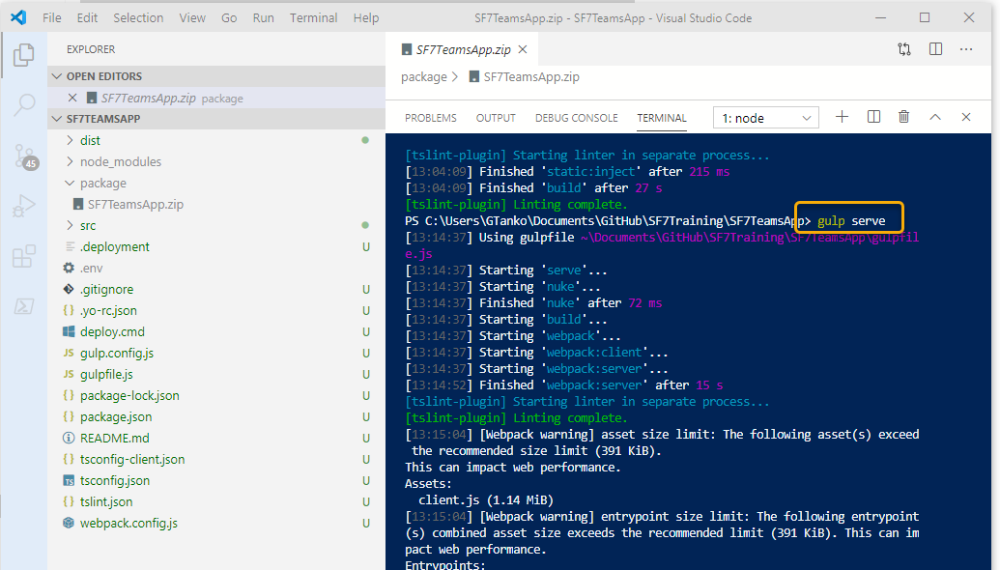 File Edit Selection View Go Run Terminal Help SF7TeamsApp.zip - SF7TeamsApp - Visual Studio Code
EXPLORER
OPEN EDITORS
SF7TeamsApp.zip package
SF7TEAMSAPP
dist
node_modules
package
SF7TeamsApp.zip
src
.deployment U
.env
.gitignore U
{} .yo-rc.json U
deploy.cmd U
JS gulp.config.js U
JS gulpfile.js U
{} package-lock.json U
{} package.json U
README.md U
{} tsconfig-client.json U
TS tsconfig.json U
{} tslint.json U
webpack.config.js U
45
SF7TeamsApp.zip
package > SF7TeamsApp.zip
PROBLEMS OUTPUT DEBUG CONSOLE TERMINAL 1: node
[tslint-plugin] Starting linter in separate process...
[13:04:09] Finished 'static:inject' after 215 ms
[13:04:09] Finished 'build' after 27 s
[tslint-plugin] Linting complete.
PS C:\Users\GTanko\Documents\GitHub\SF7Training\SF7TeamsApp> gulp serve
[13:14:37] Using gulpfile ~\Documents\GitHub\SF7Training\SF7TeamsApp\gulpfil
e.js
[13:14:37] Starting 'serve'...
[13:14:37] Starting 'nuke'...
[13:14:37] Finished 'nuke' after 72 ms
[13:14:37] Starting 'build'...
[13:14:37] Starting 'webpack'...
[13:14:37] Starting 'webpack:client'...
[13:14:37] Starting 'webpack:server'...
[13:14:52] Finished 'webpack:server' after 15 s
[tslint-plugin] Starting linter in separate process...
[tslint-plugin] Linting complete.
[13:15:04] [Webpack warning] asset size limit: The following asset(s) exceed
the recommended size limit (391 KiB).
This can impact web performance.
Assets:
client.js (1.14 MiB)
[13:15:04] [Webpack warning] entrypoint size limit: The following entrypoint
(s) combined asset size exceeds the recommended limit (391 KiB). This can im
pact web performance.
Entrypoints: